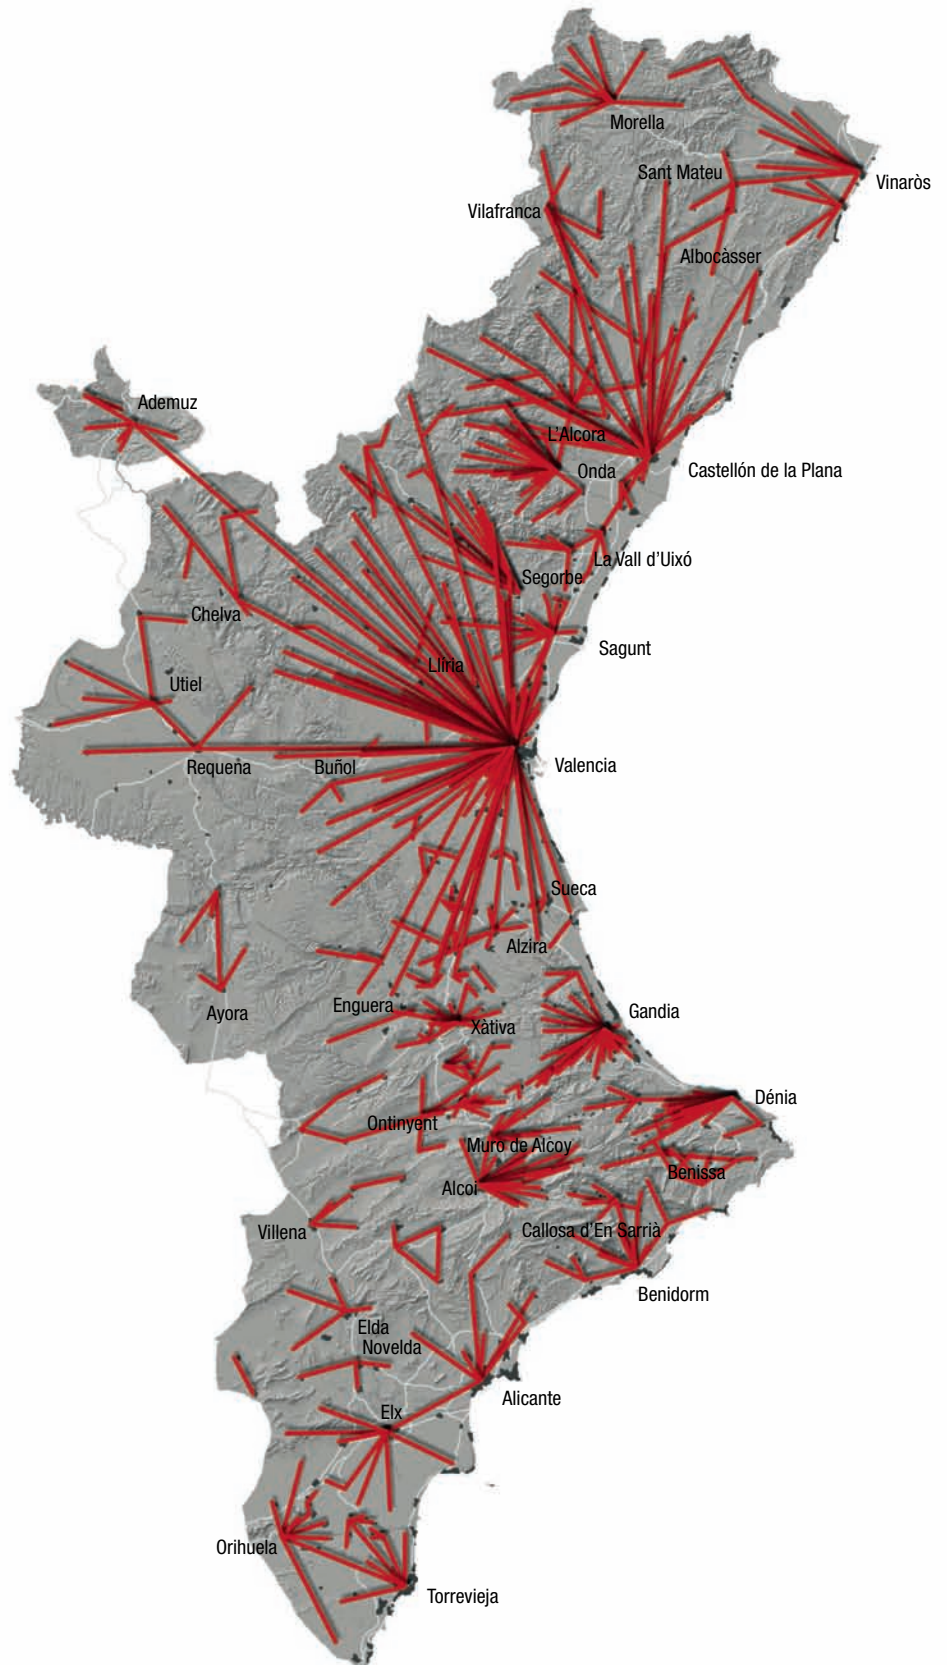 Morella
Sant Mateu
Vinaròs
Vilafranca
Albocàsser
Ademuz
L'Alcora
Onda
Castellón de la Plana
La Vall d'Uixó
Segorbe
Chelva
Sagunt
Llíria
Utiel
Requena
Buñol
Valencia
Sueca
Alzira
Enguera
Ayora
Gandia
Xàtiva
Dénia
Ontinyent
Muro de Alcoy
Benissa
Alcoi
Villena
Callosa d'En Sarrià
Benidorm
Elda
Novelda
Alicante
Elx
Orihuela
Torrevieja